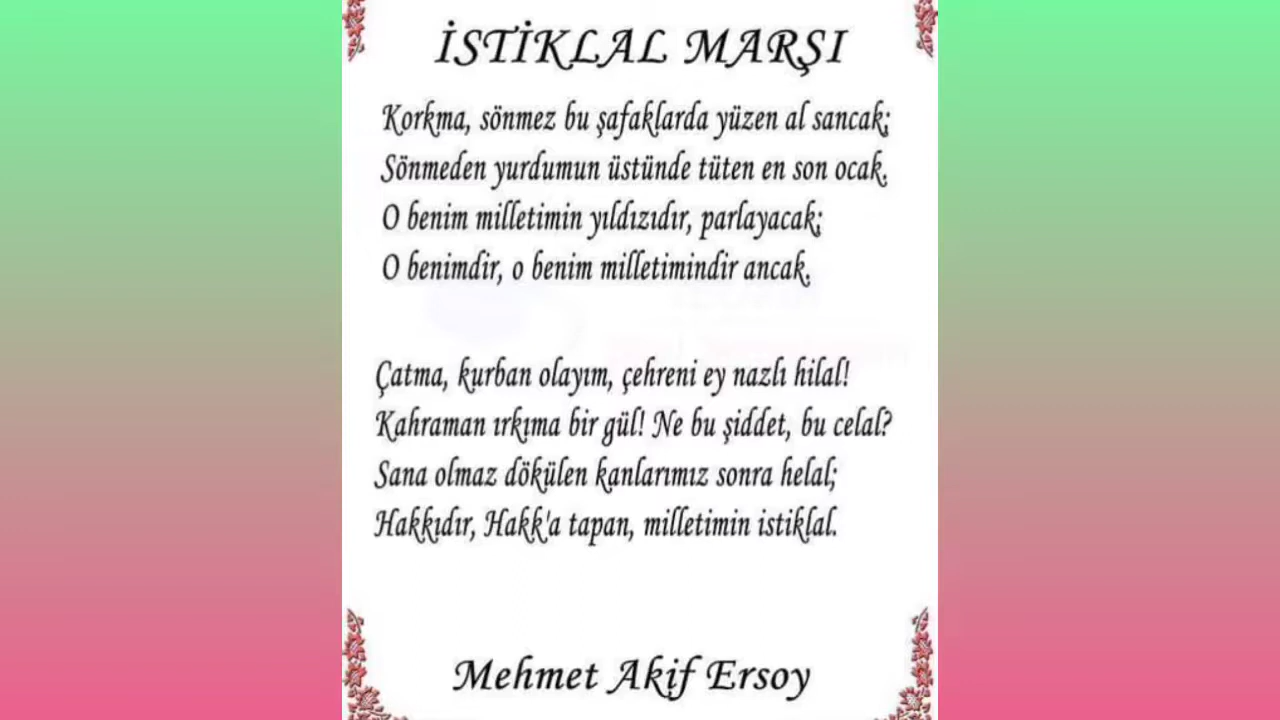 İSTİKLAL MARŞI
Korkma, sönmez bu şafaklarda yüzen al sancak;
Sönmeden yurdumun üstünde tüten en son ocak.
O benim milletimin yıldızıdır, parlayacak;
O benimdir, o benim milletimindir ancak.
Çatma, kurban olayım, çehreni ey nazlı hilal!
Kahraman ırkıma bir gül! Ne bu şiddet, bu celal?
Sana olmaz dökülen kanlarımız sonra helal;
Hakkıdır, Hakk'a tapan, milletimin istiklal.
Mehmet Akif Ersoy